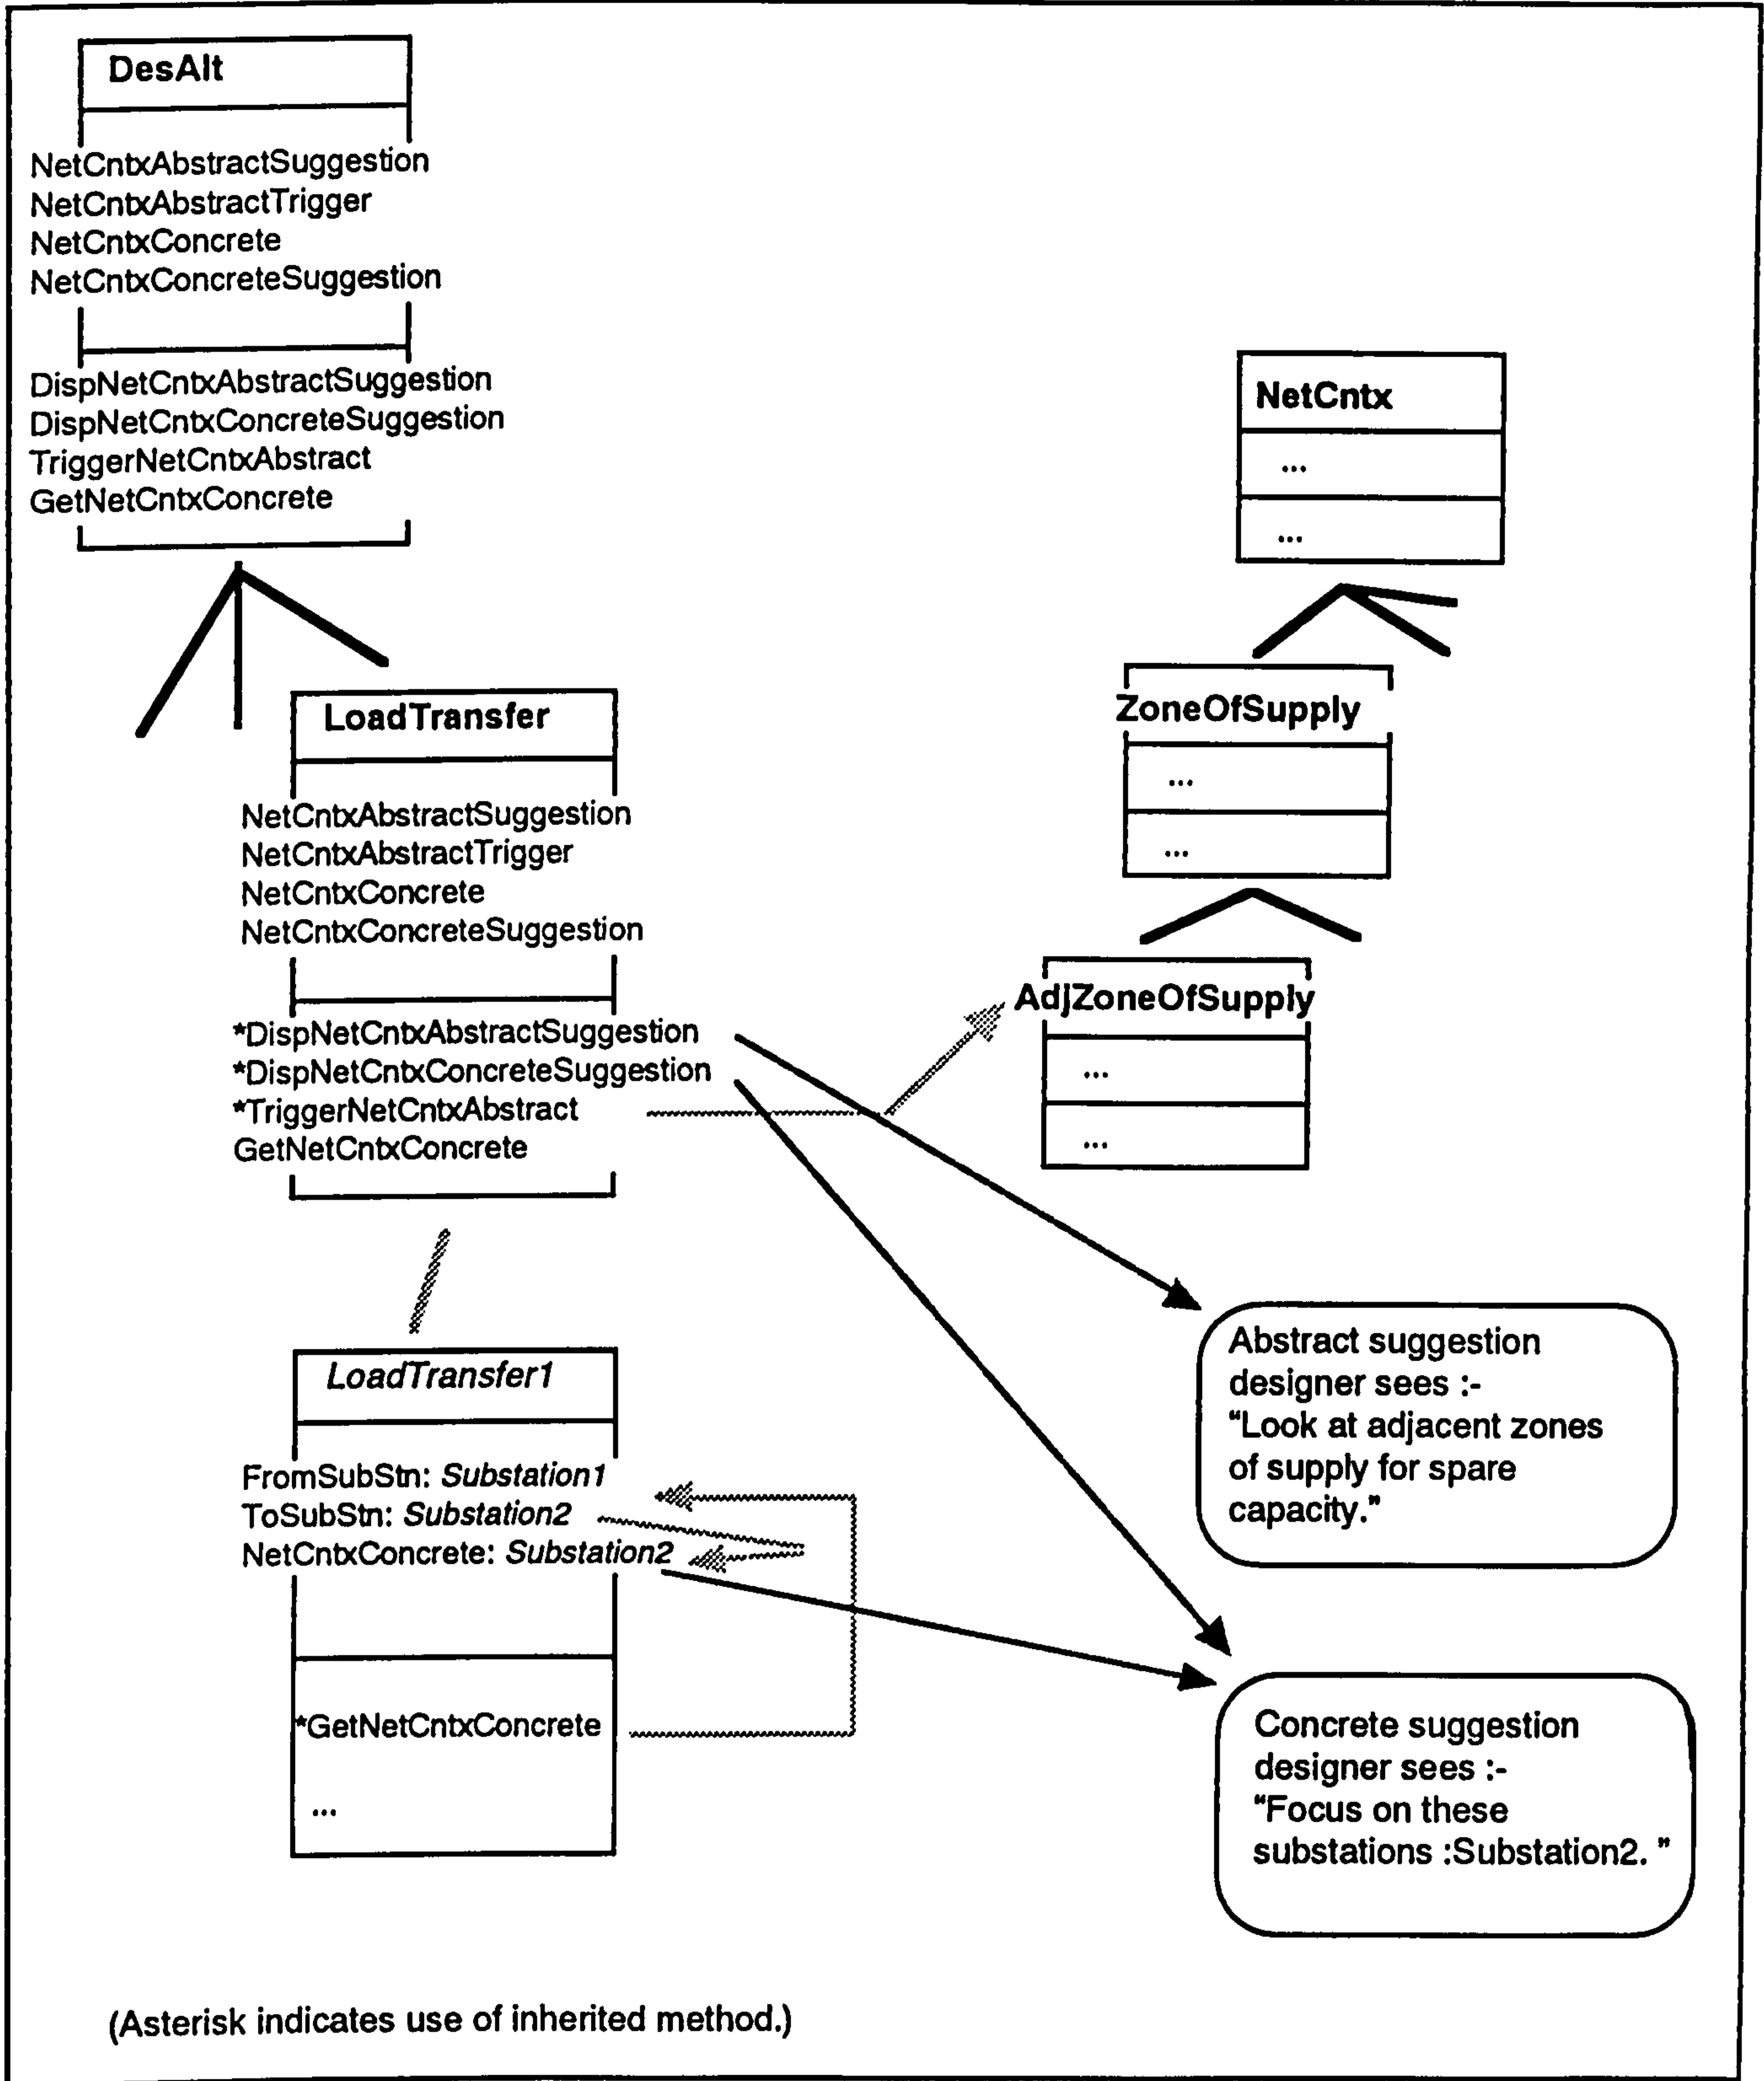 DesAlt
NetCntxAbstractSuggestion
NetCntxAbstractTrigger
NetCntxConcrete
NetCntxConcreteSuggestion
DispNetCntxAbstractSuggestion
DispNetCntxConcreteSuggestion
TriggerNetCntxAbstract
GetNetCntxConcrete
NetCntx
...
...
LoadTransfer
NetCntxAbstractSuggestion
NetCntxAbstractTrigger
NetCntxConcrete
NetCntxConcreteSuggestion
*DispNetCntxAbstractSuggestion
*DispNetCntxConcreteSuggestion
*TriggerNetCntxAbstract
GetNetCntxConcrete
ZoneOfSupply
...
...
AdjZoneOfSupply
...
...
LoadTransfer1
FromSubStn: Substation1
ToSubStn: Substation2
NetCntxConcrete: Substation2
*GetNetCntxConcrete
...
Abstract suggestion
designer sees :-
“Look at adjacent zones
of supply for spare
capacity.”
Concrete suggestion
designer sees :-
“Focus on these
substations :Substation2. ”
(Asterisk indicates use of inherited method.)